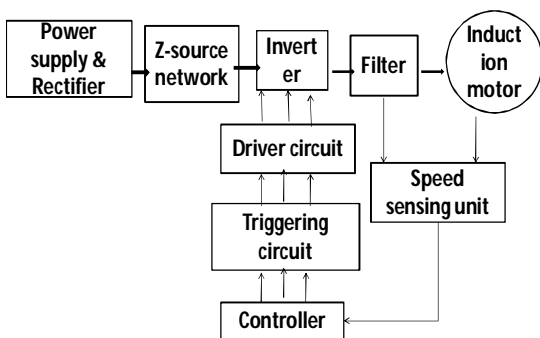 Power
supply &
Rectifier
Z-source
network
Invert
er
Filter
Induct
ion
motor
Driver circuit
Speed
sensing unit
Triggering
circuit
Controller